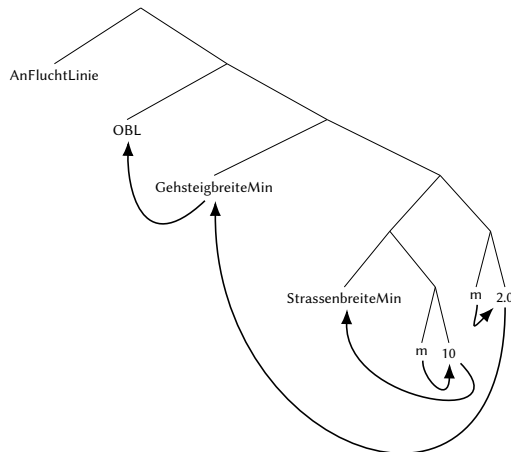 AnFluchtLinie
OBL
GehsteigbreiteMin
StrassenbreiteMin
m
2.0
m
10